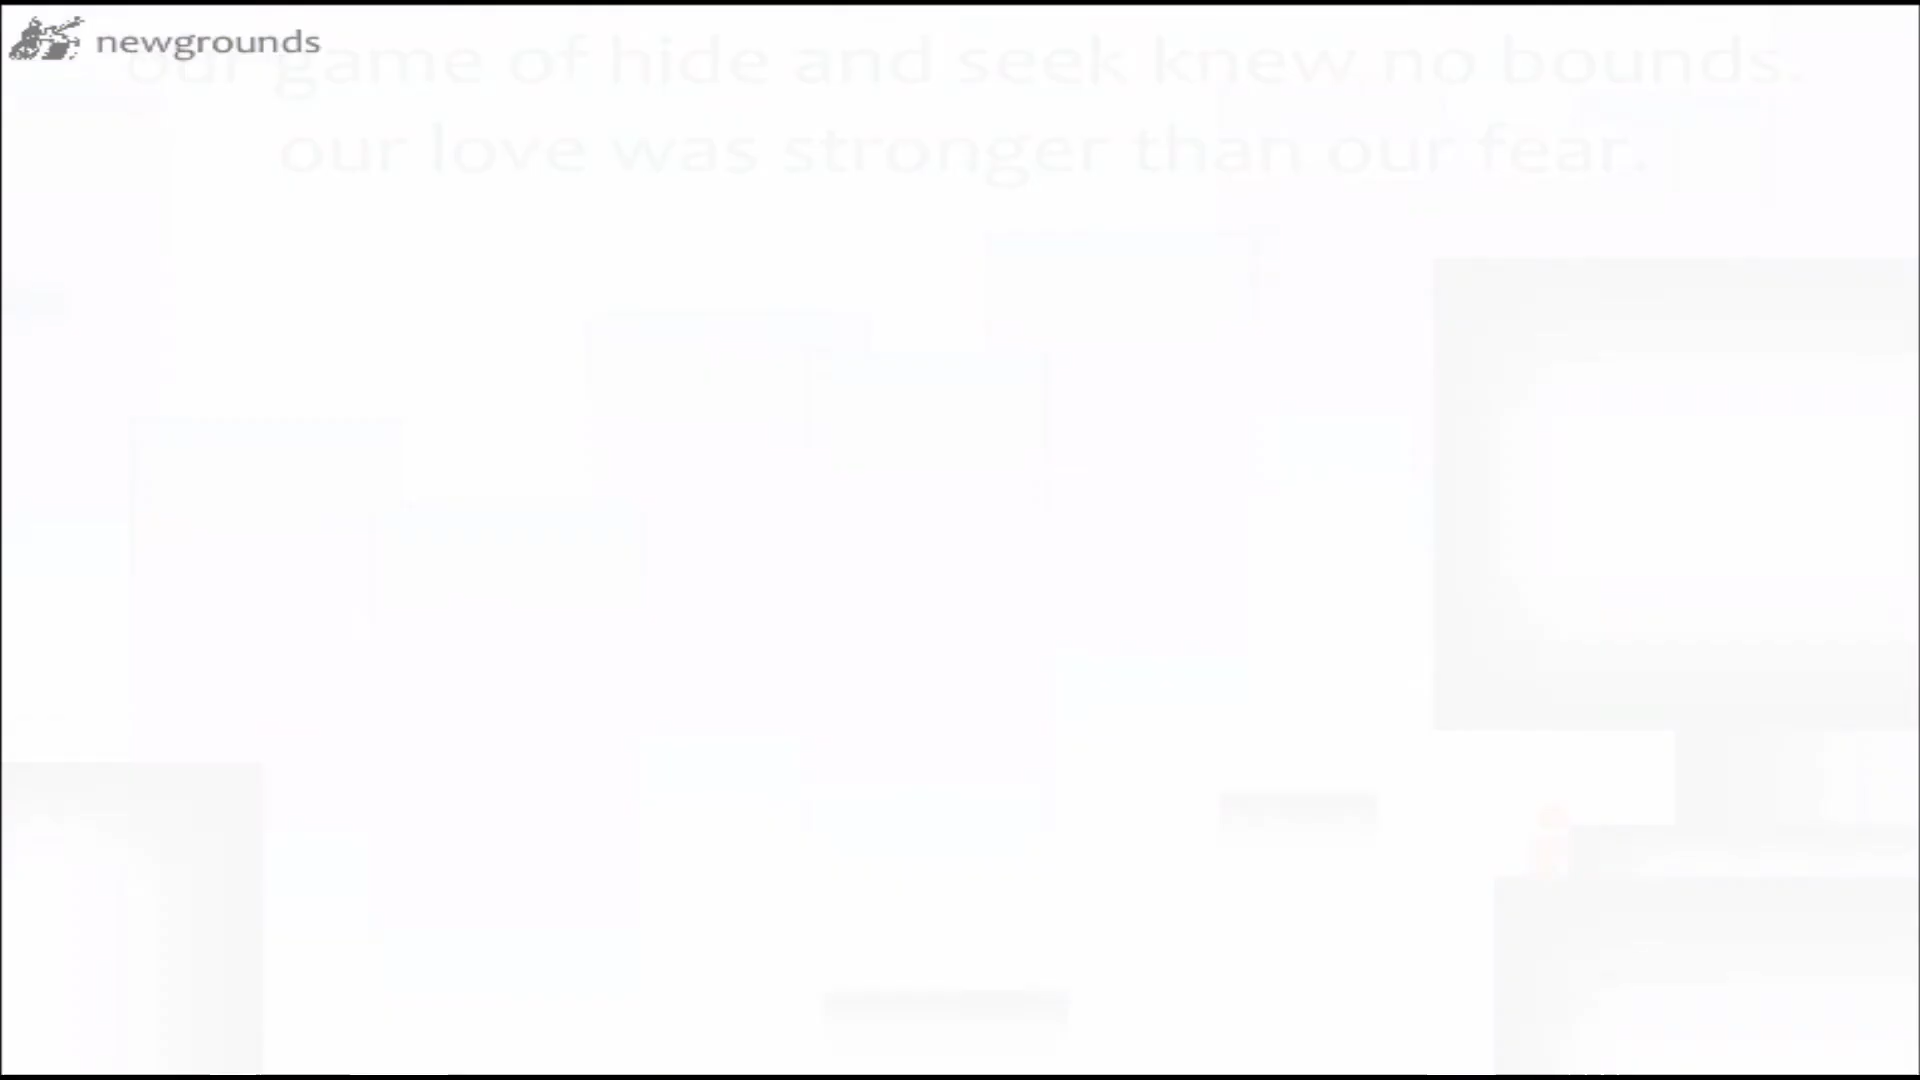 newgrounds
our game of hide and seek knew no bounds.
our love was stronger than our fear.